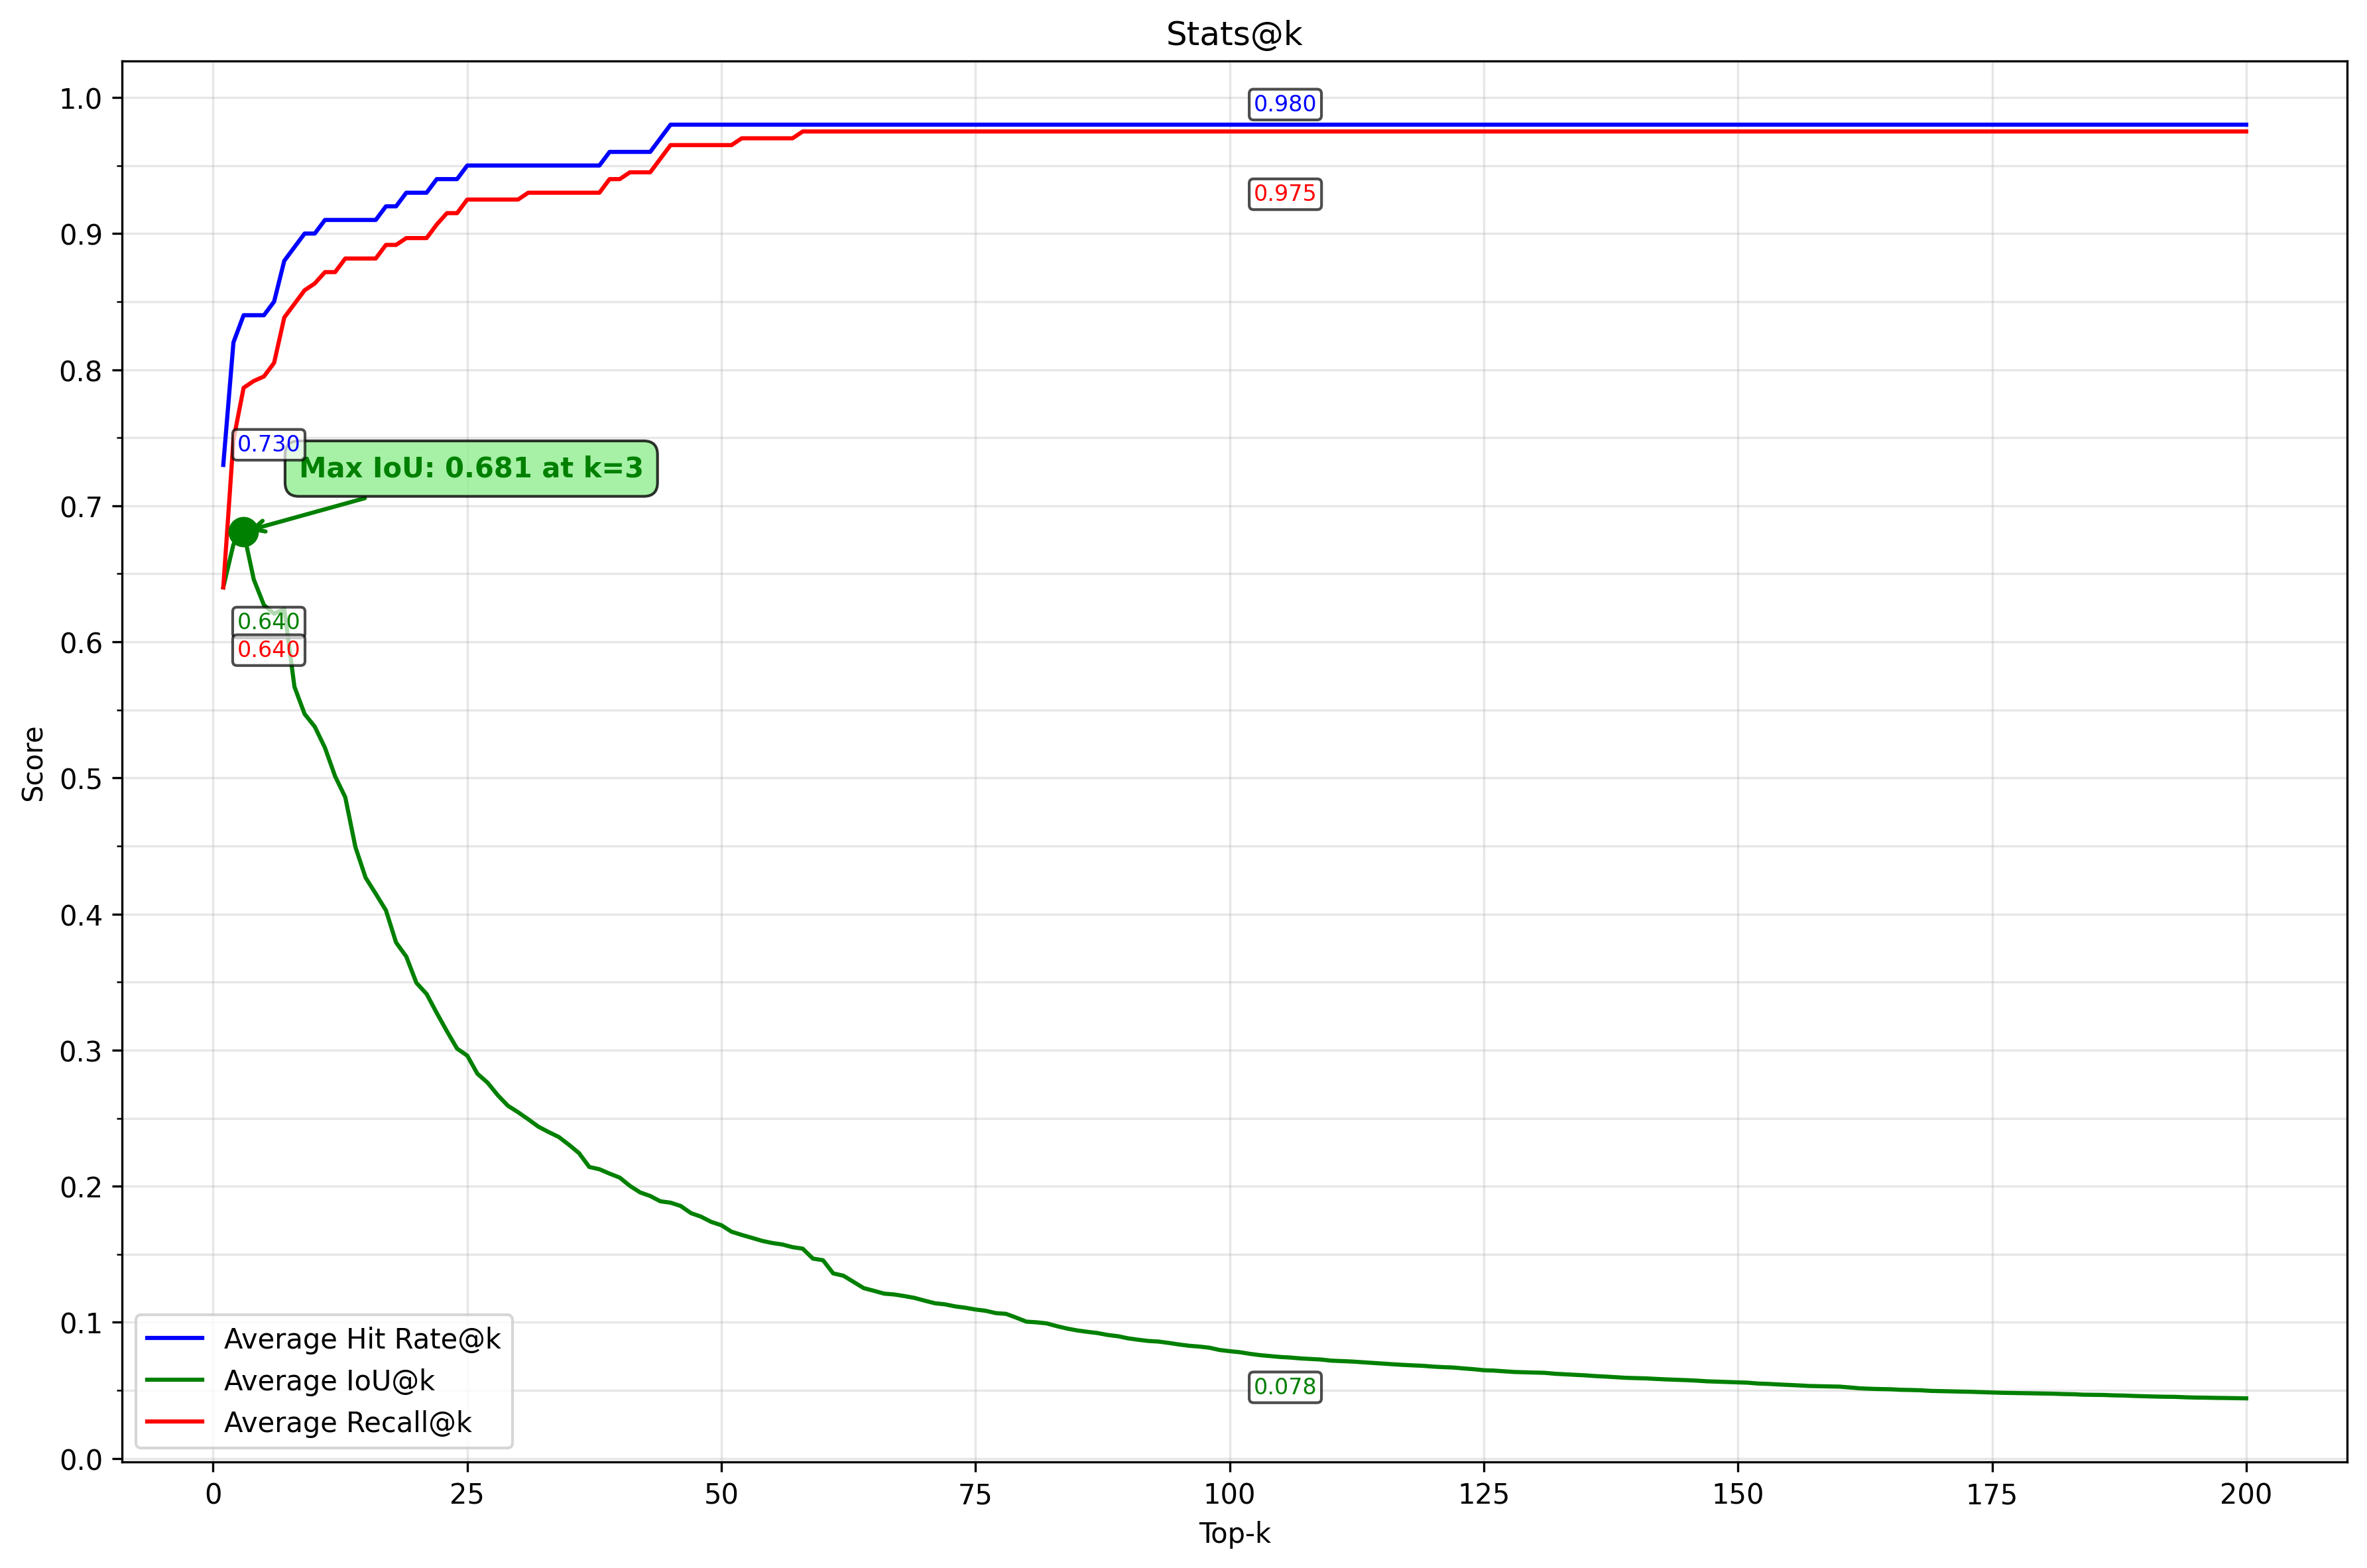 Stats@k
1.0
0.9
0.8
0.7
0.6
0.5
0.4
0.3
0.2
0.1
0.0
Score
0.980
0.975
0.730
Max IoU: 0.681 at k=3
0.640
0.640
0.078
Average Hit Rate@k
Average IoU@k
Average Recall@k
0 25 50 75 100 125 150 175 200
Top-k